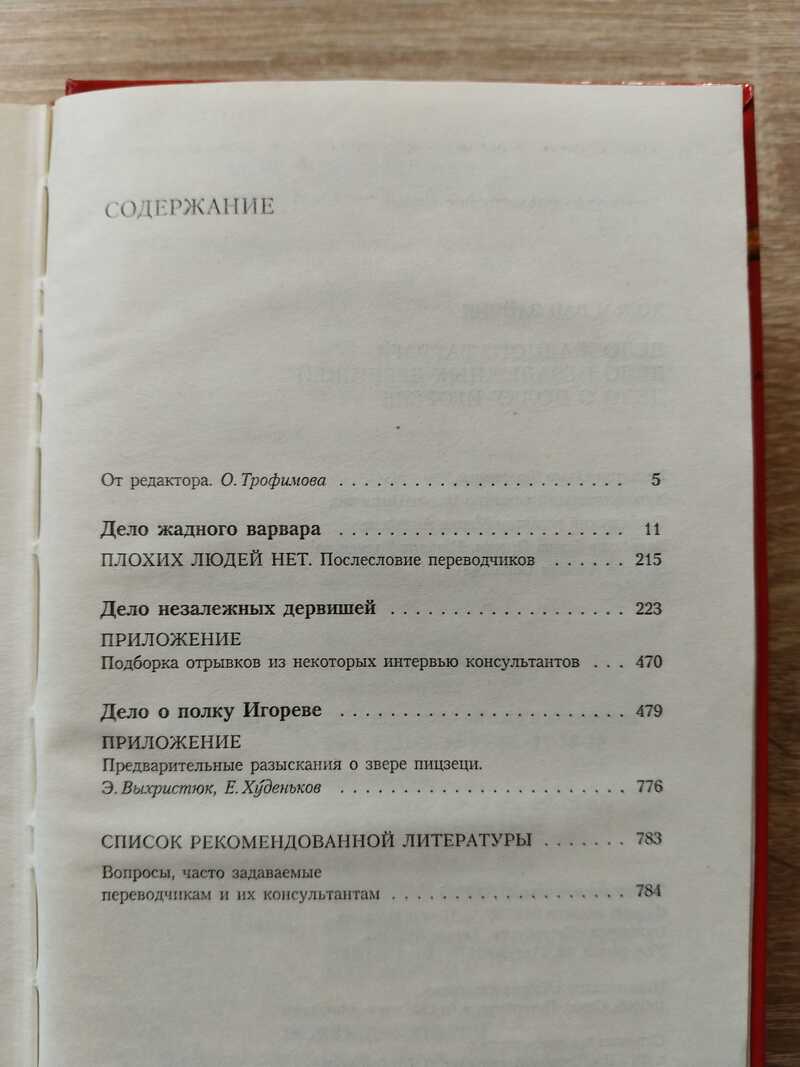 СОДЕРЖАНИЕ
От редактора. О. Трофимова . . . . . . . . . . . . . . . . . . . . . . . . 5
Дело жадного варвара . . . . . . . . . . . . . . . . . . . . . . . . 11
ПЛОХИХ ЛЮДЕЙ НЕТ. Послесловие переводчиков . . . . . . 215
Дело незалежных дервишей . . . . . . . . . . . . . . . . . . . . 223
ПРИЛОЖЕНИЕ
Подборка отрывков из некоторых интервью консультантов . . . 470
Дело о полку Игореве . . . . . . . . . . . . . . . . . . . . . . . . 479
ПРИЛОЖЕНИЕ
Предварительные разыскания о звере пицзеци.
Э. Выхристюк, Е. Ху́деньков . . . . . . . . . . . . . . . . . . . . . . . . 776
СПИСОК РЕКОМЕНДОВАННОЙ ЛИТЕРАТУРЫ . . . . . . . 783
Вопросы, часто задаваемые
переводчикам и их консультантам . . . . . . . . . . . . . . . . . . . . 784